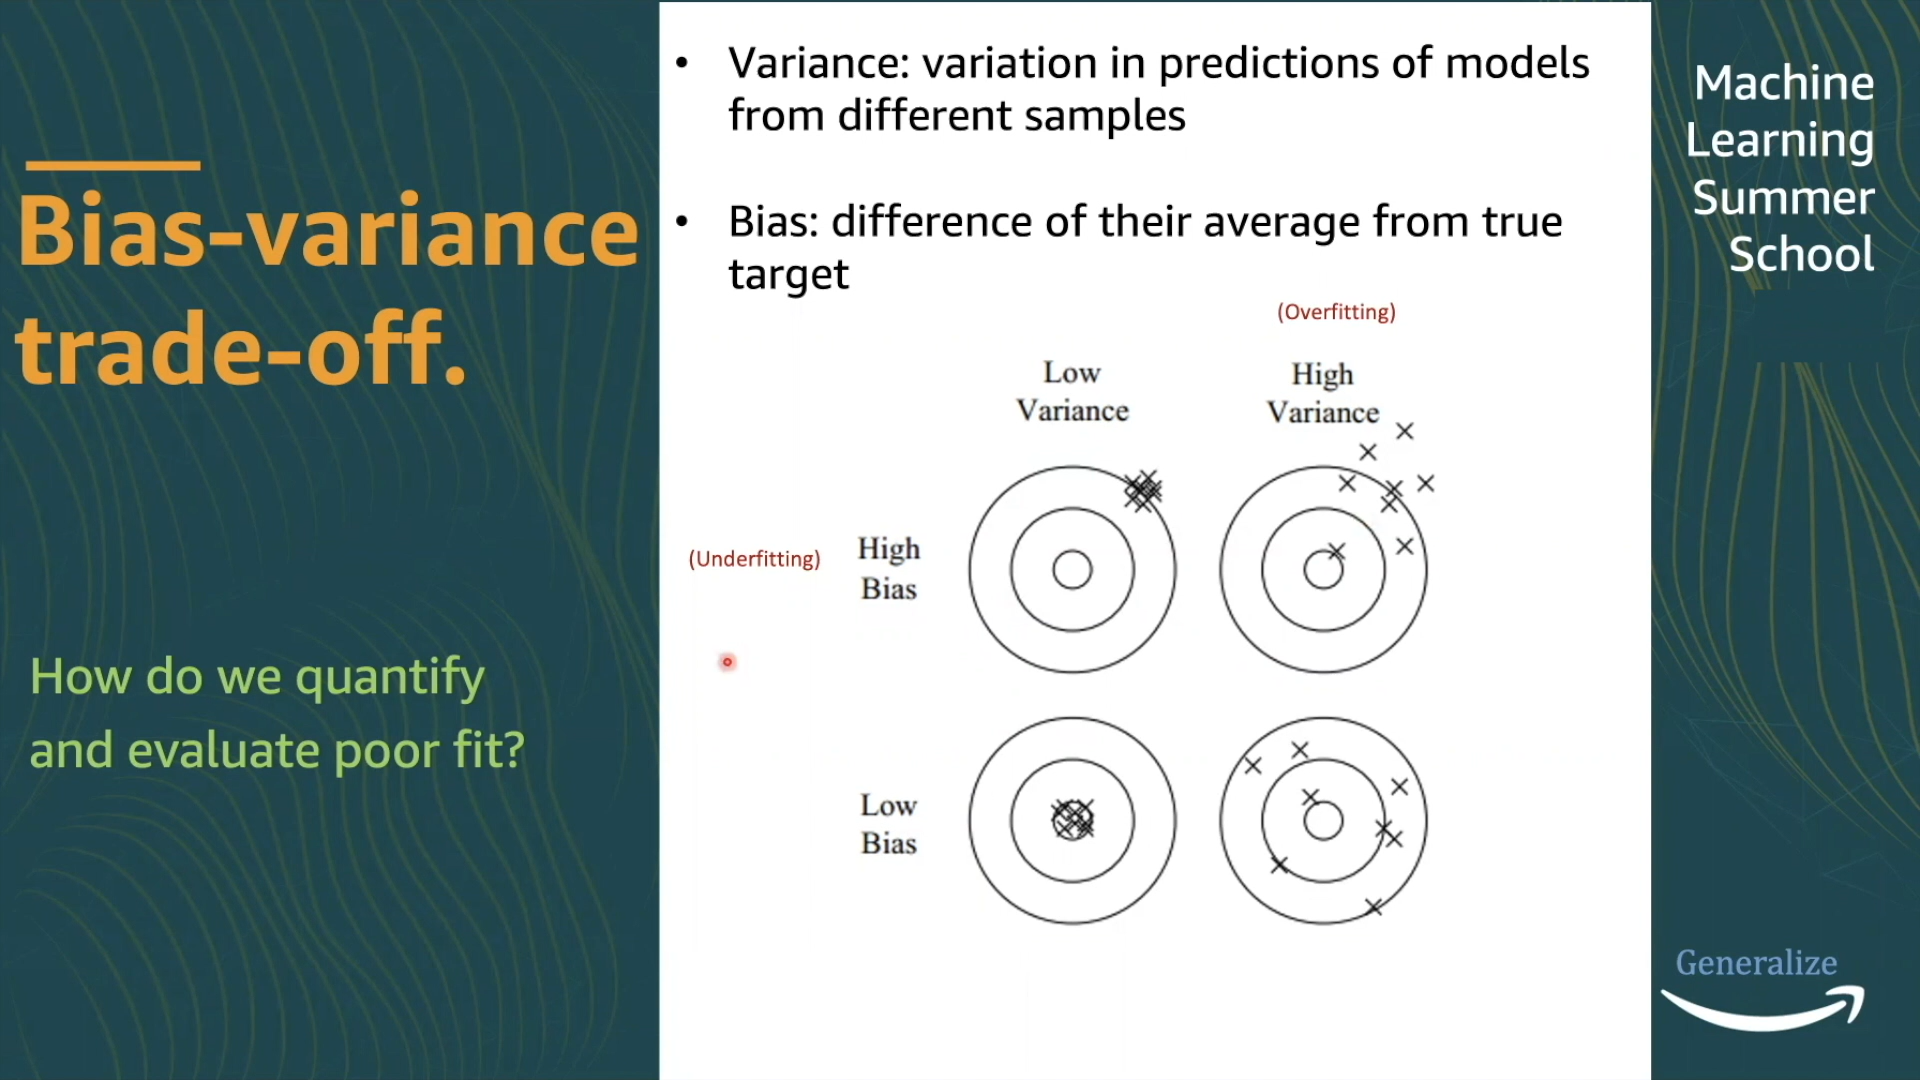 Bias-variance
trade-off.
How do we quantify
and evaluate poor fit?
• Variance: variation in predictions of models
from different samples
• Bias: difference of their average from true
target
(Overfitting)
Low
Variance
High
Variance
(Underfitting)
High
Bias
Low
Bias
Machine
Learning
Summer
School
Generalize